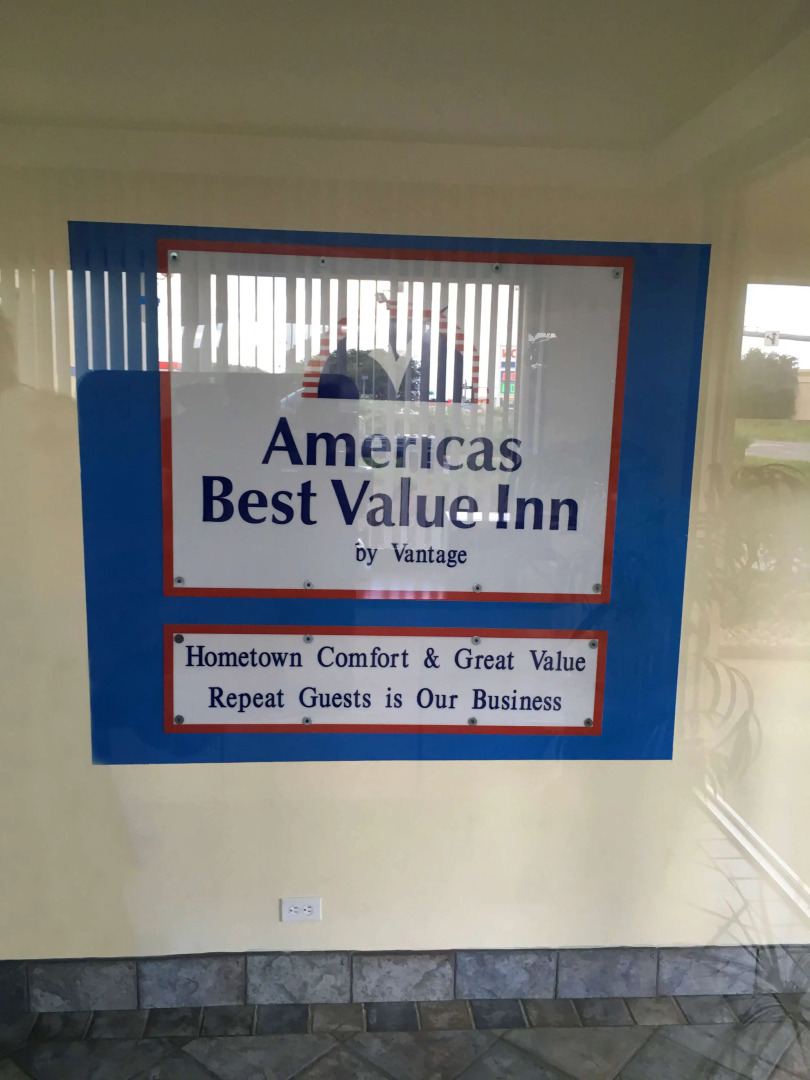 Americas
Best Value Inn
by Vantage
Hometown Comfort & Great Value
Repeat Guests is Our Business